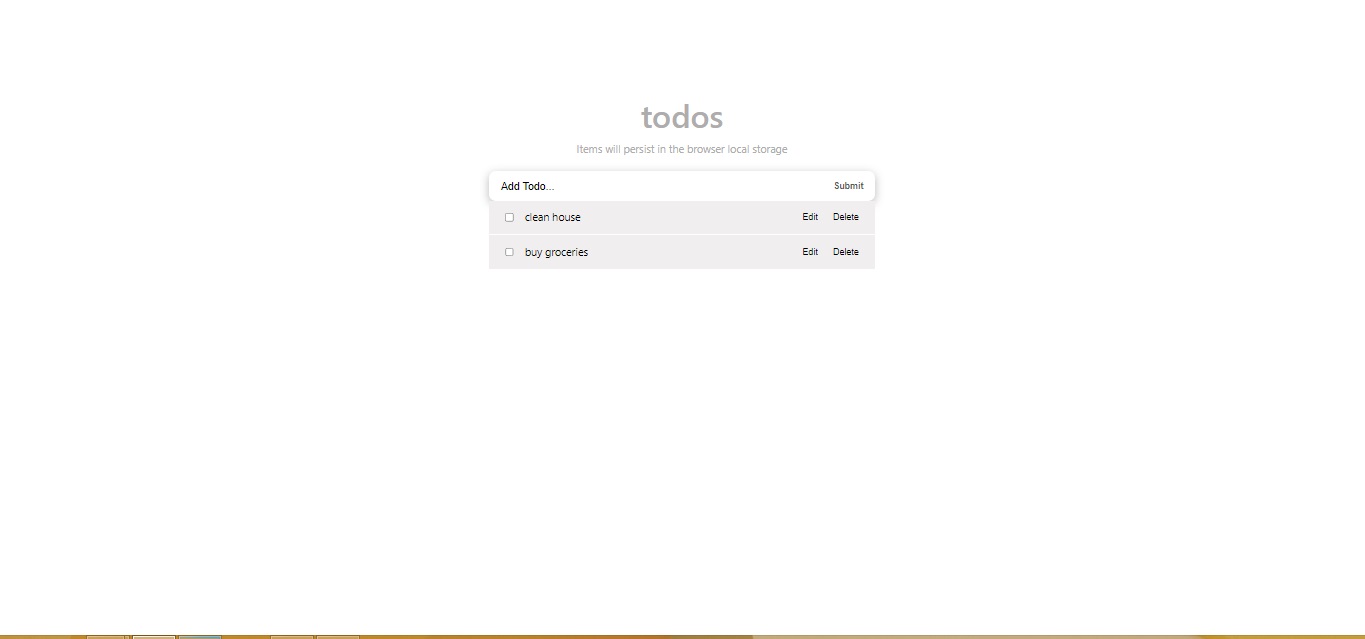 todos
Items will persist in the browser local storage
Add Todo... Submit
clean house Edit Delete
buy groceries Edit Delete